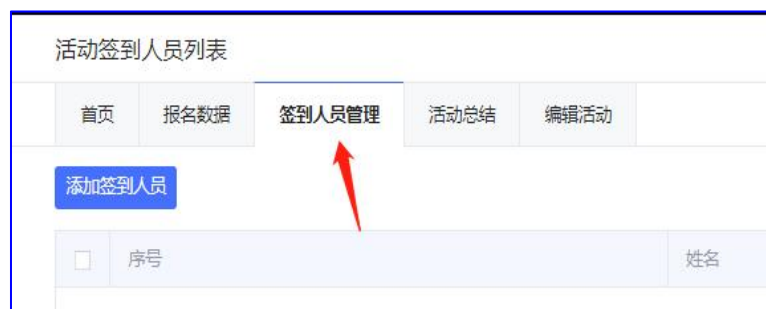 活动签到人员列表
首页 报名数据 签到人员管理 活动总结 编辑活动
添加签到人员
序号 姓名